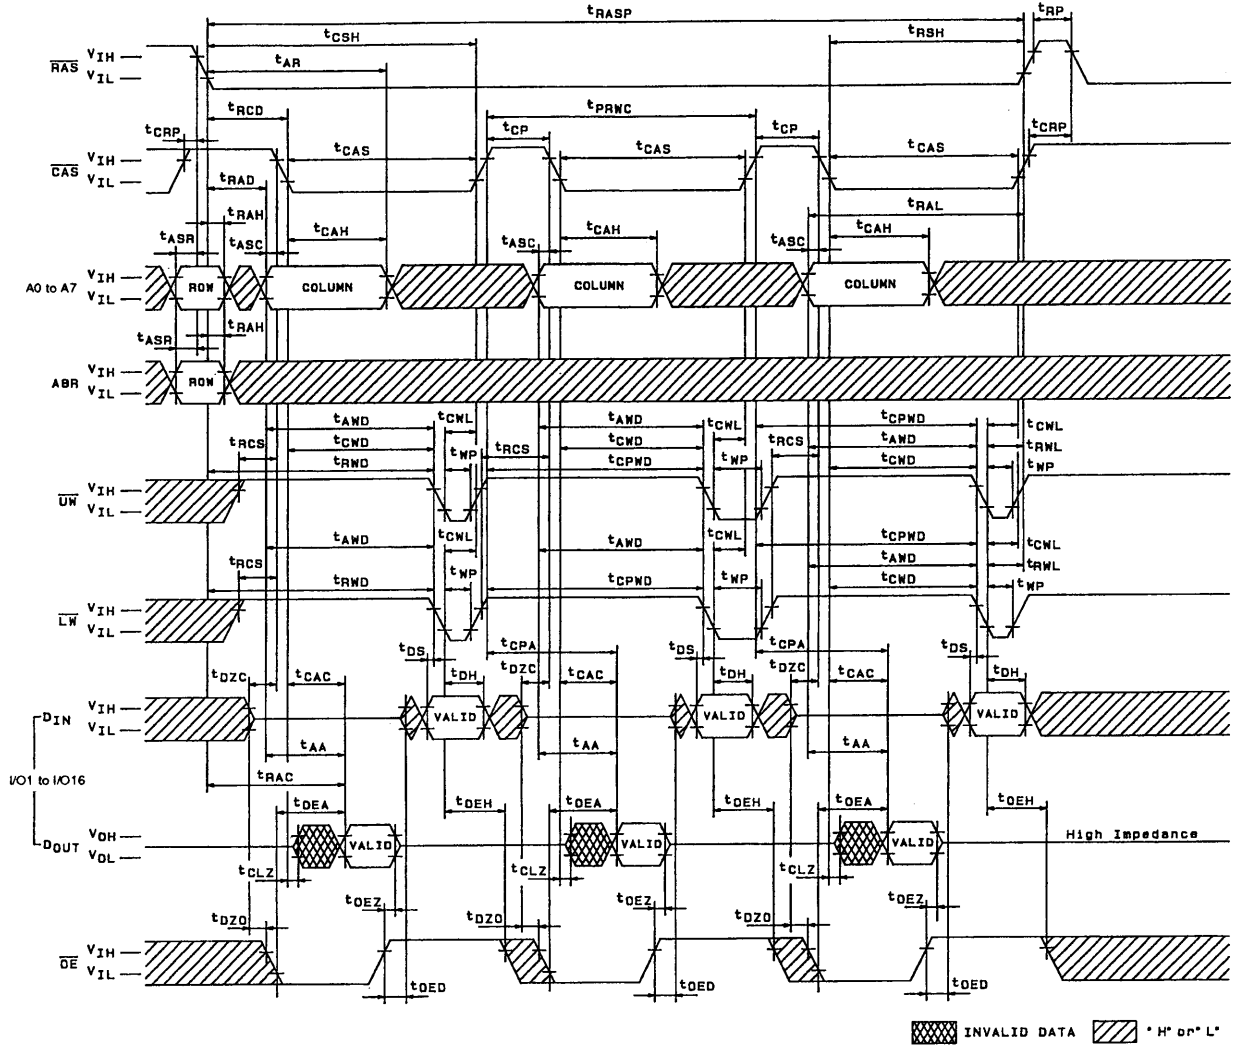 tRASP
tRP
tCSH
tRSH
tAR
RAS VIH
VIL
tRCD
tPRWC
tCRP
tCP
tCP
tCRP
CAS VIH
VIL
tCAS
tCAS
tCAS
tRAD
tRAH
tRAL
tASR
tASC
tCAH
tASC
tCAH
tASC
tCAH
A0 to A7 VIH
VIL
ROW
COLUMN
COLUMN
COLUMN
tRAH
tASR
ABR VIH
VIL
ROW
tAWD
tCWL
tAWD
tCWL
tCPWD
tCWL
tRCS
tCWD
tRCS
tCWD
tRCS
tAWD
tRWL
tRWD
tWP
tCPWD
tWP
tCWD
tWP
UW VIH
VIL
tAWD
tCWL
tAWD
tCWL
tCPWD
tCWL
tRCS
tAWD
tRWL
tRWD
tWP
tCPWD
tWP
tCWD
tWP
LW VIH
VIL
tDS
tCPA
tDS
tCPA
tDS
tDZC
tCAC
tDH
tDZC
tCAC
tDH
tDZC
tCAC
tDH
DIN VIH
VIL
VALID
VALID
VALID
tAA
tAA
tAA
I/O1 to I/O16
tRAC
tOEA
tOEH
tOEA
tOEH
tOEA
tOEH
DOUT VOH
VOL
VALID
VALID
VALID
High Impedance
tCLZ
tCLZ
tCLZ
tOEZ
tOEZ
tOEZ
tDZO
tDZO
tDZO
OE VIH
VIL
tOED
tOED
tOED
INVALID DATA
"H" or "L"